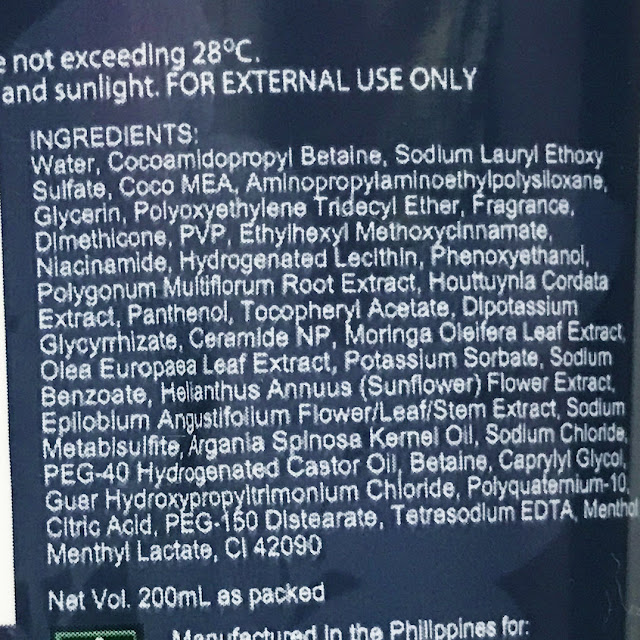 e not exceeding 28°C.
and sunlight. FOR EXTERNAL USE ONLY
INGREDIENTS:
Water, Cocoamidopropyl Betaine, Sodium Lauryl Ethoxy
Sulfate, Coco MEA, Aminopropylaminoethylpolysiloxane,
Glycerin, Polyoxyethylene Tridecyl Ether, Fragrance,
Dimethicone, PVP, Ethylhexyl Methoxycinnamate,
Niacinamide, Hydrogenated Lecithin, Phenoxyethanol,
Polygonum Multiflorum Root Extract, Houttuynia Cordata
Extract, Panthenol, Tocopheryl Acetate, Dipotassium
Glycyrrhizate, Ceramide NP, Moringa Oleifera Leaf Extract,
Olea Europaea Leaf Extract, Potassium Sorbate, Sodium
Benzoate, Helianthus Annuus (Sunflower) Flower Extract,
Epilobium Angustifolium Flower/Leaf/Stem Extract, Sodium
Metabisulfite, Argania Spinosa Kernel Oil, Sodium Chloride,
PEG-40 Hydrogenated Castor Oil, Betaine, Caprylyl Glycol,
Guar Hydroxypropyltrimonium Chloride, Polyquaternium-10,
Citric Acid, PEG-150 Distearate, Tetrasodium EDTA, Menthol
Menthyl Lactate, CI 42090
Net Vol. 200mL as packed
Manufactured in the Philippines for: